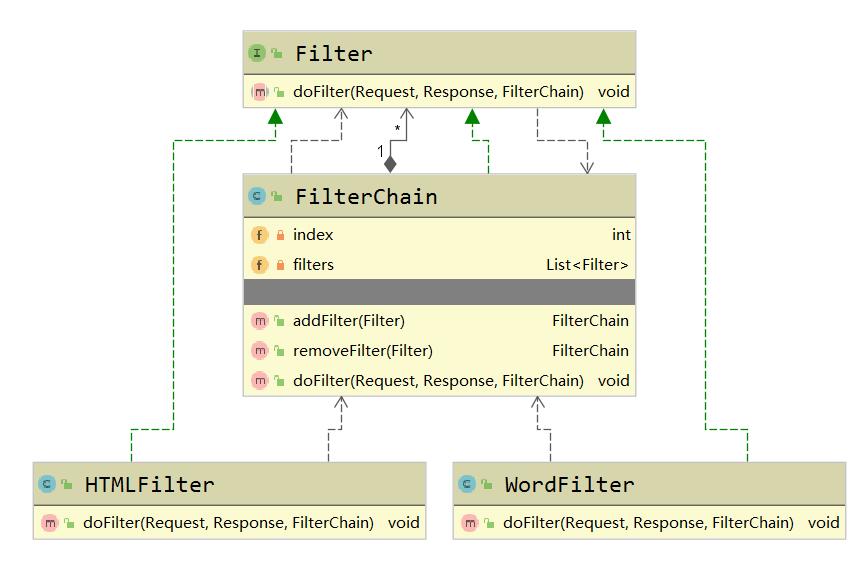 I Filter
m doFilter(Request, Response, FilterChain) void
*
1
C FilterChain
f index int
f filters List<Filter>
m addFilter(Filter) FilterChain
m removeFilter(Filter) FilterChain
m doFilter(Request, Response, FilterChain) void
C HTMLFilter
m doFilter(Request, Response, FilterChain) void
C WordFilter
m doFilter(Request, Response, FilterChain) void